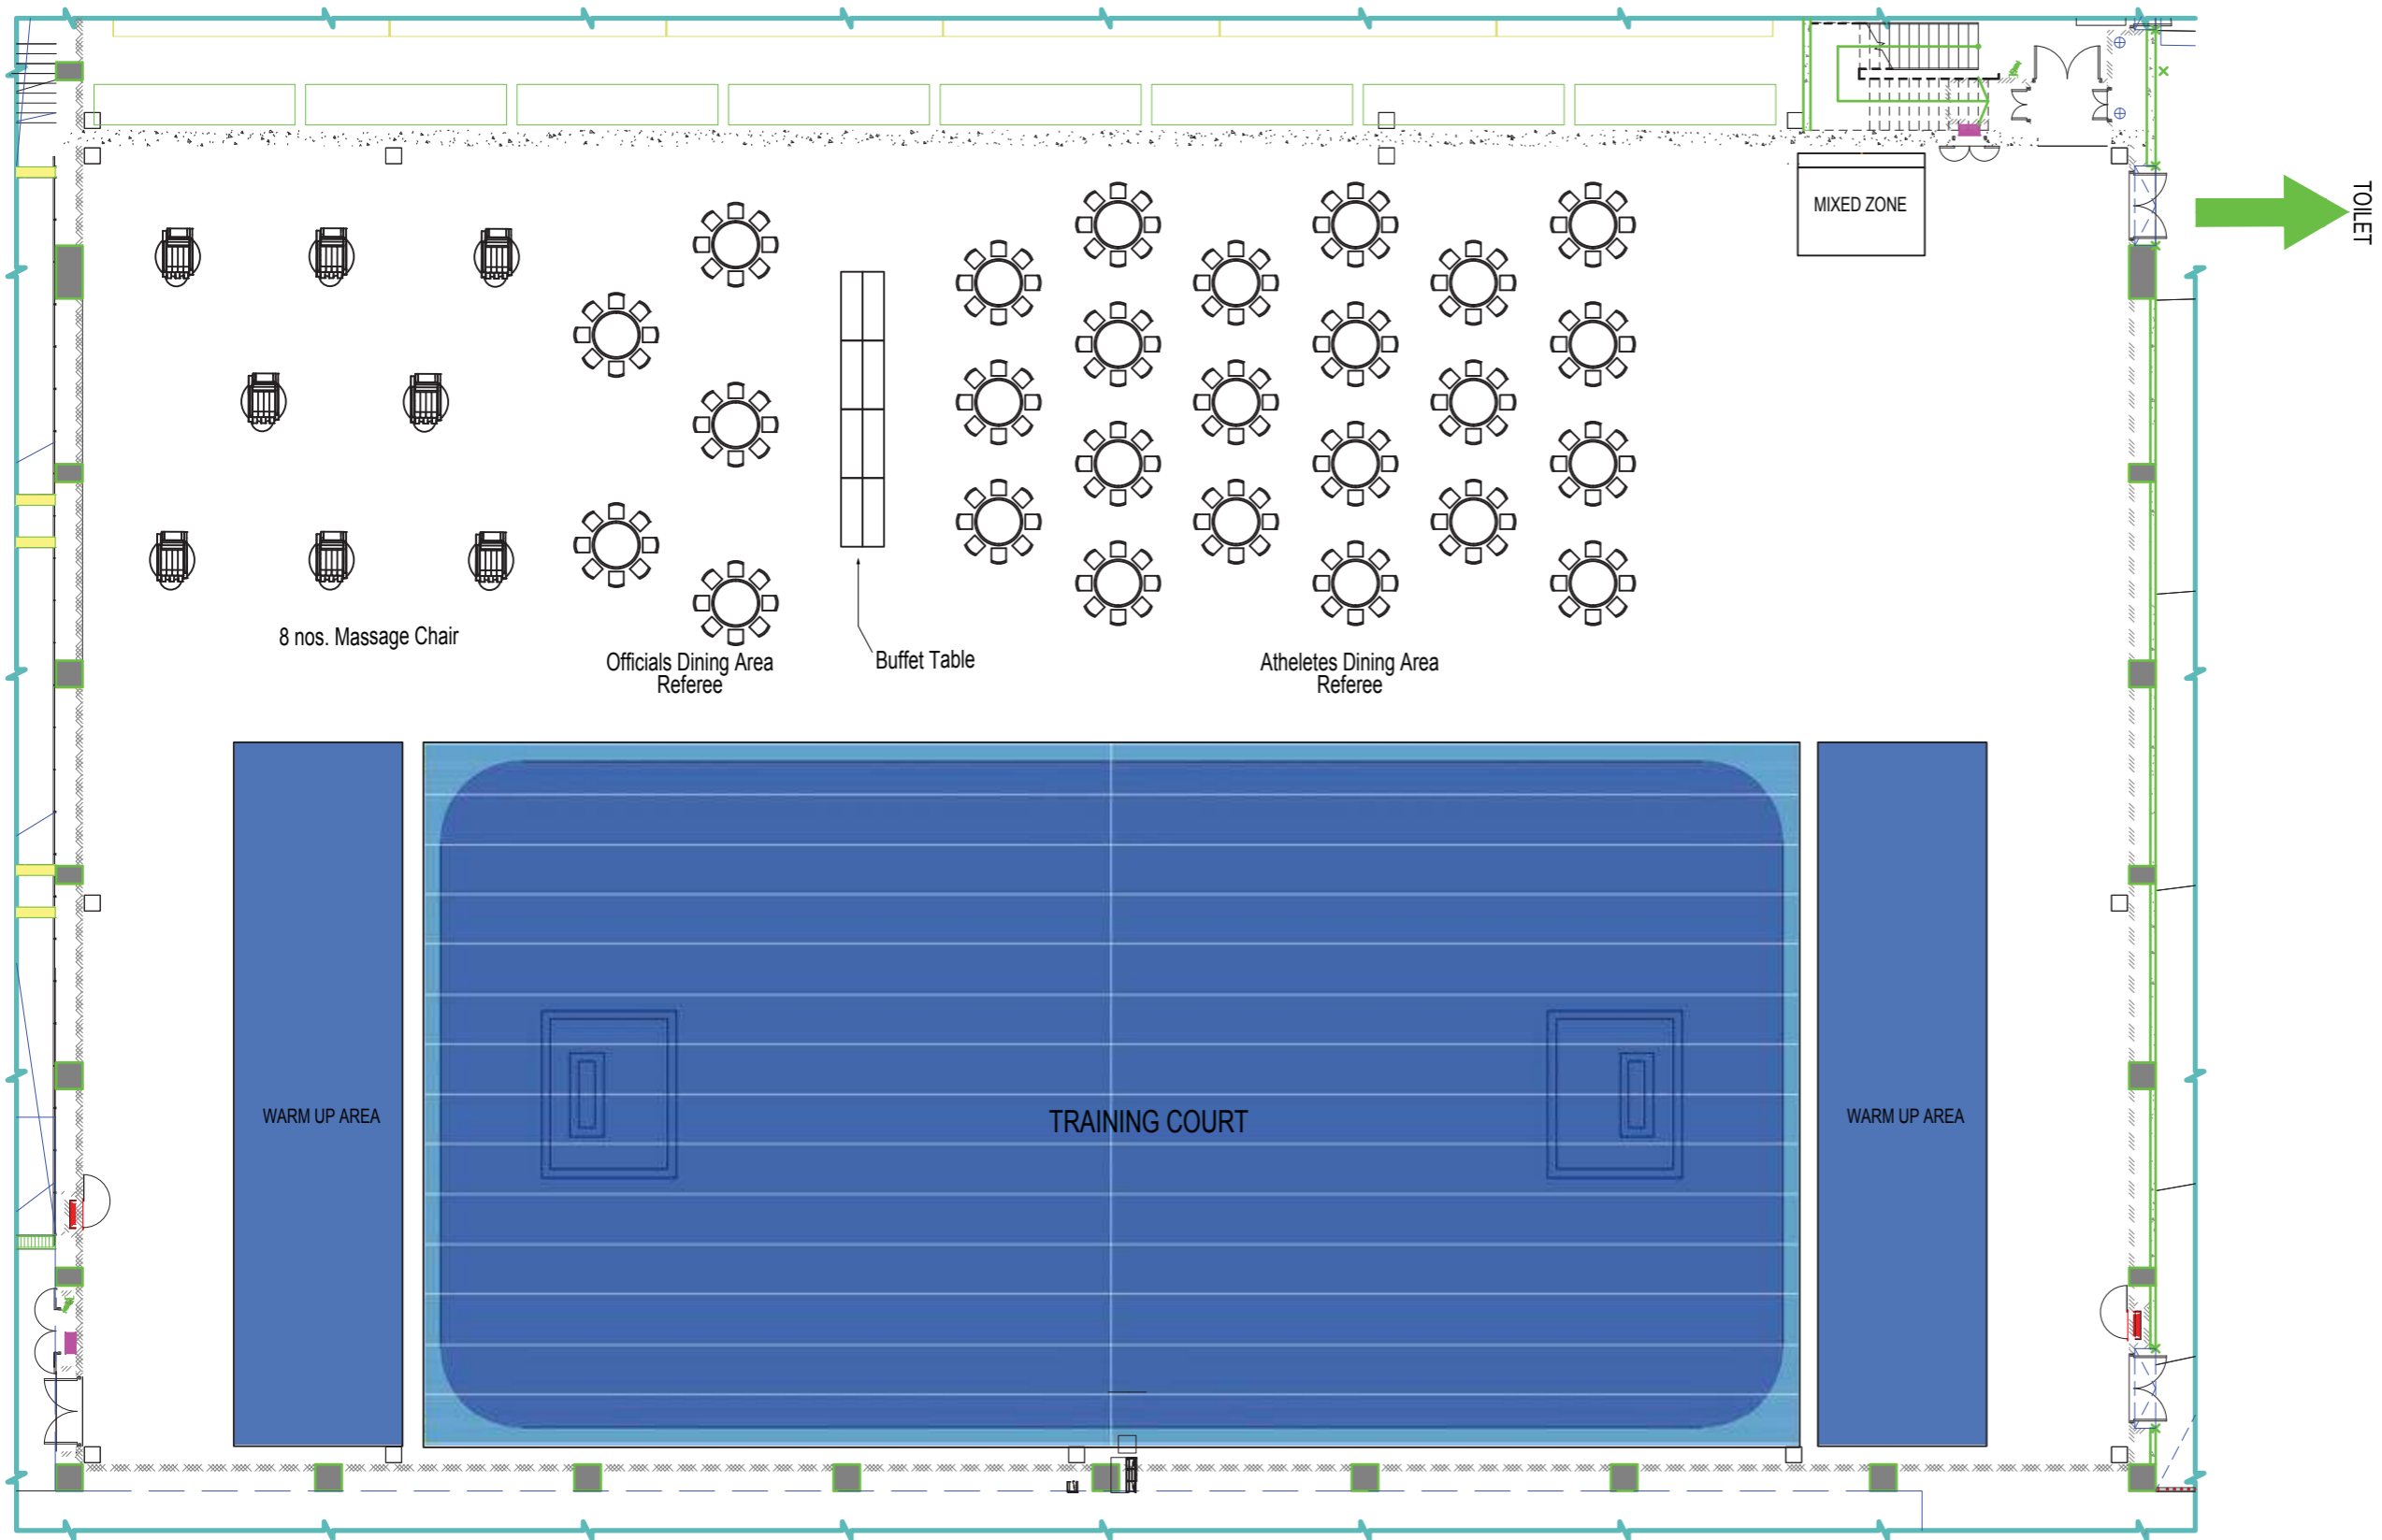 TOILET
MIXED ZONE
8 nos. Massage Chair
Officials Dining Area
Referee
Buffet Table
Atheletes Dining Area
Referee
WARM UP AREA
TRAINING COURT
WARM UP AREA